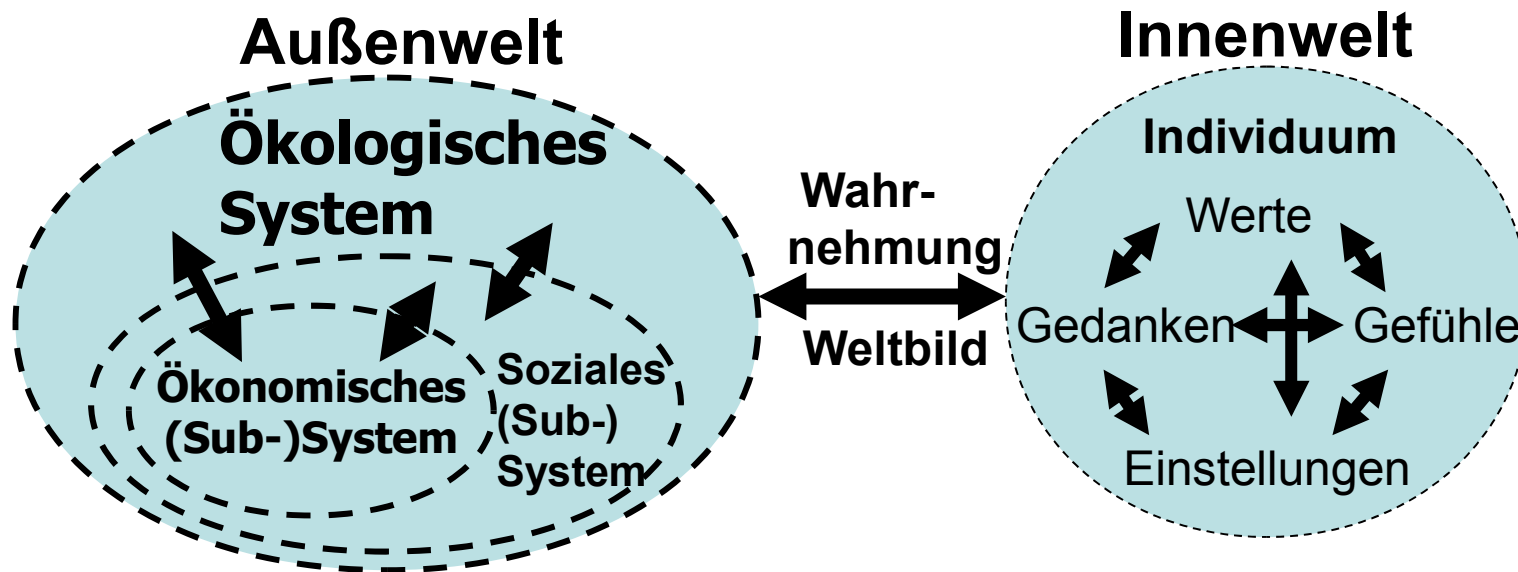 Außenwelt
Ökologisches
System
Ökonomisches
(Sub-)System
Soziales
(Sub-)
System
Wahr-
nehmung
Weltbild
Innenwelt
Individuum
Werte
Gedanken
Gefühle
Einstellungen